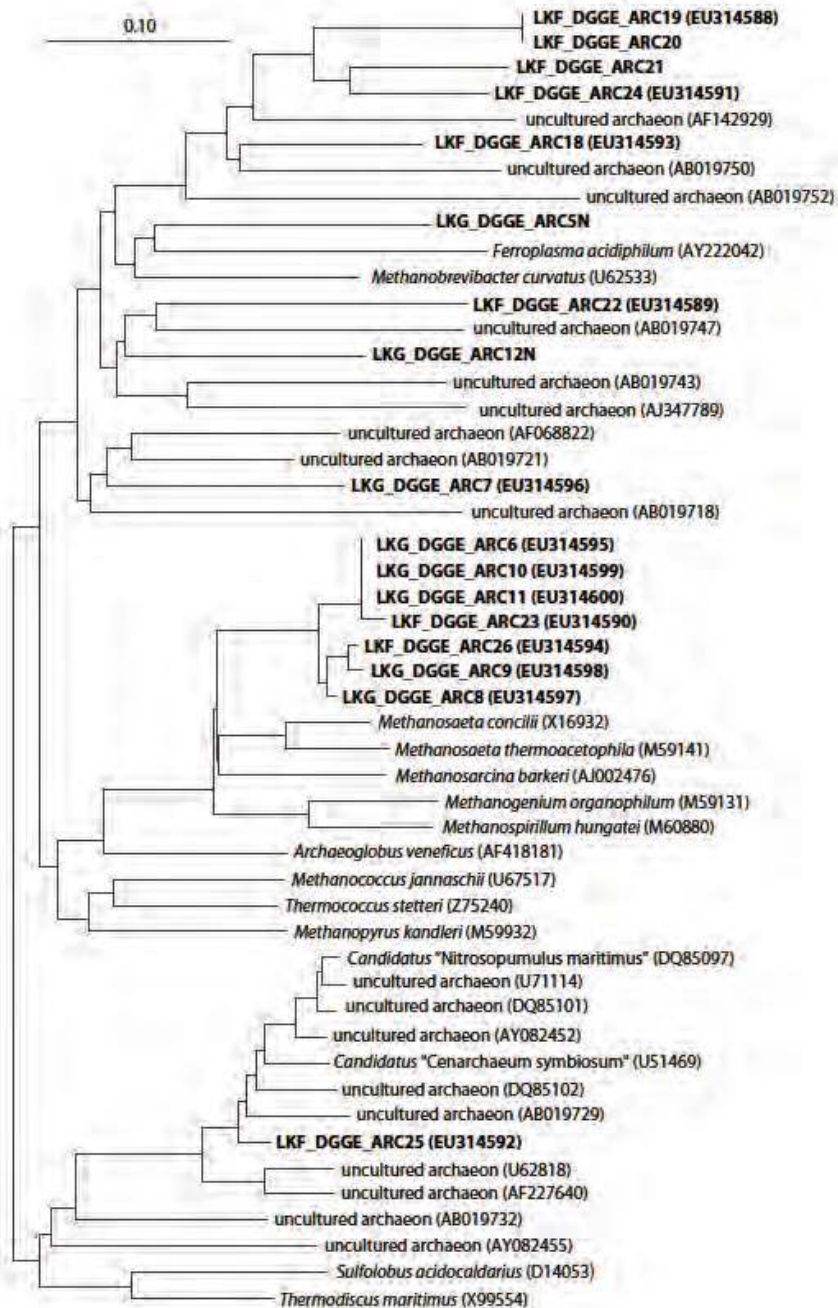 0.10
LKF_DGGE_ARC19 (EU314588)
LKF_DGGE_ARC20
LKF_DGGE_ARC21
LKF_DGGE_ARC24 (EU314591)
uncultured archaeon (AF142929)
LKF_DGGE_ARC18 (EU314593)
uncultured archaeon (AB019750)
uncultured archaeon (AB019752)
LKG_DGGE_ARC5N
Ferroplasma acidiphilum (AY222042)
Methanobrevibacter curvatus (U62533)
LKF_DGGE_ARC22 (EU314589)
uncultured archaeon (AB019747)
LKG_DGGE_ARC12N
uncultured archaeon (AB019743)
uncultured archaeon (AJ347789)
uncultured archaeon (AF068822)
uncultured archaeon (AB019721)
LKG_DGGE_ARC7 (EU314596)
uncultured archaeon (AB019718)
LKG_DGGE_ARC6 (EU314595)
LKG_DGGE_ARC10 (EU314599)
LKG_DGGE_ARC11 (EU314600)
LKF_DGGE_ARC23 (EU314590)
LKF_DGGE_ARC26 (EU314594)
LKG_DGGE_ARC9 (EU314598)
LKG_DGGE_ARC8 (EU314597)
Methanosaeta concilii (X16932)
Methanosaeta thermoacetophila (M59141)
Methanosarcina barkeri (AJ002476)
Methanogenium organophilum (M59131)
Methanospirillum hungatei (M60880)
Archaeoglobus veneficus (AF418181)
Methanococcus jannaschii (U67517)
Thermococcus stetteri (Z75240)
Methanopyrus kandleri (M59932)
Candidatus "Nitrosopumulus maritimus" (DQ85097)
uncultured archaeon (U71114)
uncultured archaeon (DQ85101)
uncultured archaeon (AY082452)
Candidatus "Cenarchaeum symbiosum" (U51469)
uncultured archaeon (DQ85102)
uncultured archaeon (AB019729)
LKF_DGGE_ARC25 (EU314592)
uncultured archaeon (U62818)
uncultured archaeon (AF227640)
uncultured archaeon (AB019732)
uncultured archaeon (AY082455)
Sulfolobus acidocaldarius (D14053)
Thermodiscus maritimus (X99554)